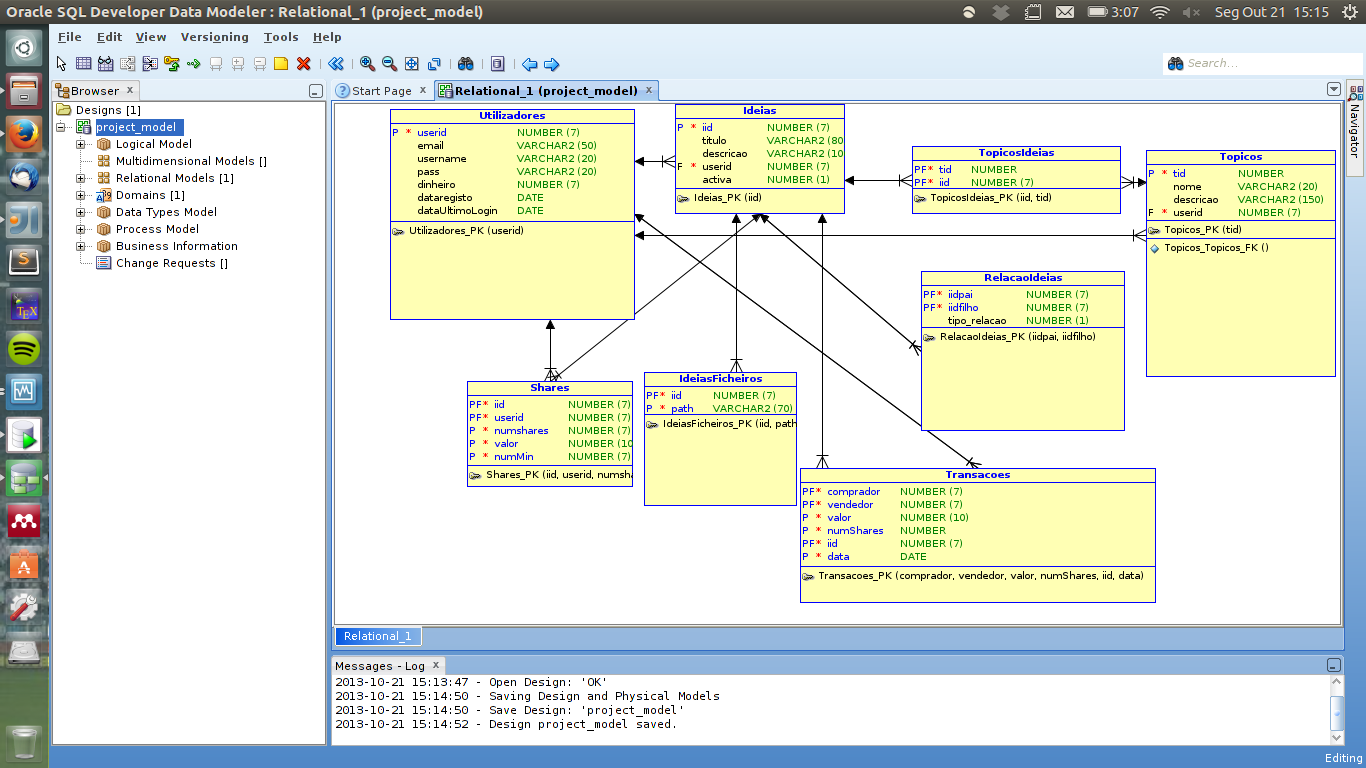 Oracle SQL Developer Data Modeler : Relational_1 (project_model)
3:07
Seg Out 21 15:15
File Edit View Versioning Tools Help
Search...
Browser x
Start Page x
Relational_1 (project_model) x
Designs [1]
project_model
Logical Model
Multidimensional Models []
Relational Models [1]
Domains [1]
Data Types Model
Process Model
Business Information
Change Requests []
Utilizadores
P * userid NUMBER (7)
email VARCHAR2 (50)
username VARCHAR2 (20)
pass VARCHAR2 (20)
dinheiro NUMBER (7)
dataregisto DATE
dataUltimoLogin DATE
Utilizadores_PK (userid)
Ideias
P * iid NUMBER (7)
titulo VARCHAR2 (80
descricao VARCHAR2 (10
F * userid NUMBER (7)
activa NUMBER (1)
Ideias_PK (iid)
TopicosIdeias
PF* tid NUMBER
PF* iid NUMBER (7)
TopicosIdeias_PK (iid, tid)
Topicos
P * tid NUMBER
nome VARCHAR2 (20)
descricao VARCHAR2 (150)
F * userid NUMBER (7)
Topicos_PK (tid)
Topicos_Topicos_FK ()
RelacaoIdeias
PF* iidpai NUMBER (7)
PF* iidfilho NUMBER (7)
tipo_relacao NUMBER (1)
RelacaoIdeias_PK (iidpai, iidfilho)
Shares
PF* iid NUMBER (7)
PF* userid NUMBER (7)
P * numshares NUMBER (7)
P * valor NUMBER (10
P * numMin NUMBER (7)
Shares_PK (iid, userid, numsha
IdeiasFicheiros
PF* iid NUMBER (7)
P * path VARCHAR2 (70)
IdeiasFicheiros_PK (iid, path
Transacoes
PF* comprador NUMBER (7)
PF* vendedor NUMBER (7)
P * valor NUMBER (10)
P * numShares NUMBER
PF* iid NUMBER (7)
P * data DATE
Transacoes_PK (comprador, vendedor, valor, numShares, iid, data)
Navigator
Relational_1
Messages - Log x
2013-10-21 15:13:47 - Open Design: 'OK'
2013-10-21 15:14:50 - Saving Design and Physical Models
2013-10-21 15:14:50 - Save Design: 'project_model'
2013-10-21 15:14:52 - Design project_model saved.
Editing